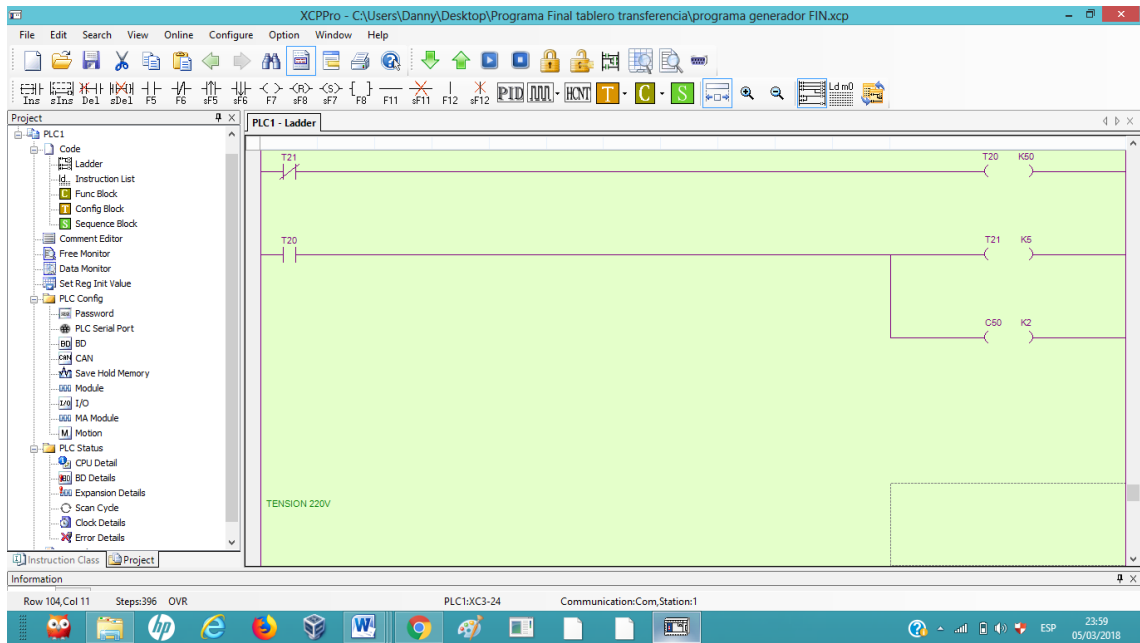 XCPPro - C:\Users\Danny\Desktop\Programa Final tablero transferencia\programa generador FIN.xcp
File Edit Search View Online Configure Option Window Help
Ins sIns Del sDel F5 F6 sF5 sF6 F7 sF8 sF7 F8 F11 sF11 F12 sF12 PID HCNT T C S Ld m0
Project
PLC1 - Ladder
PLC1
Code
Ladder
Instruction List
Func Block
Config Block
Sequence Block
Comment Editor
Free Monitor
Data Monitor
Set Reg Init Value
PLC Config
Password
PLC Serial Port
BD
CAN
Save Hold Memory
Module
I/O
MA Module
Motion
PLC Status
CPU Detail
BD Details
Expansion Details
Scan Cycle
Clock Details
Error Details
T21 T20 K50
T20 T21 K5
C50 K2
TENSION 220V
Instruction Class Project
Information
Row 104,Col 11 Steps:396 OVR PLC1:XC3-24 Communication:Com,Station:1
ESP 23:59
05/03/2018